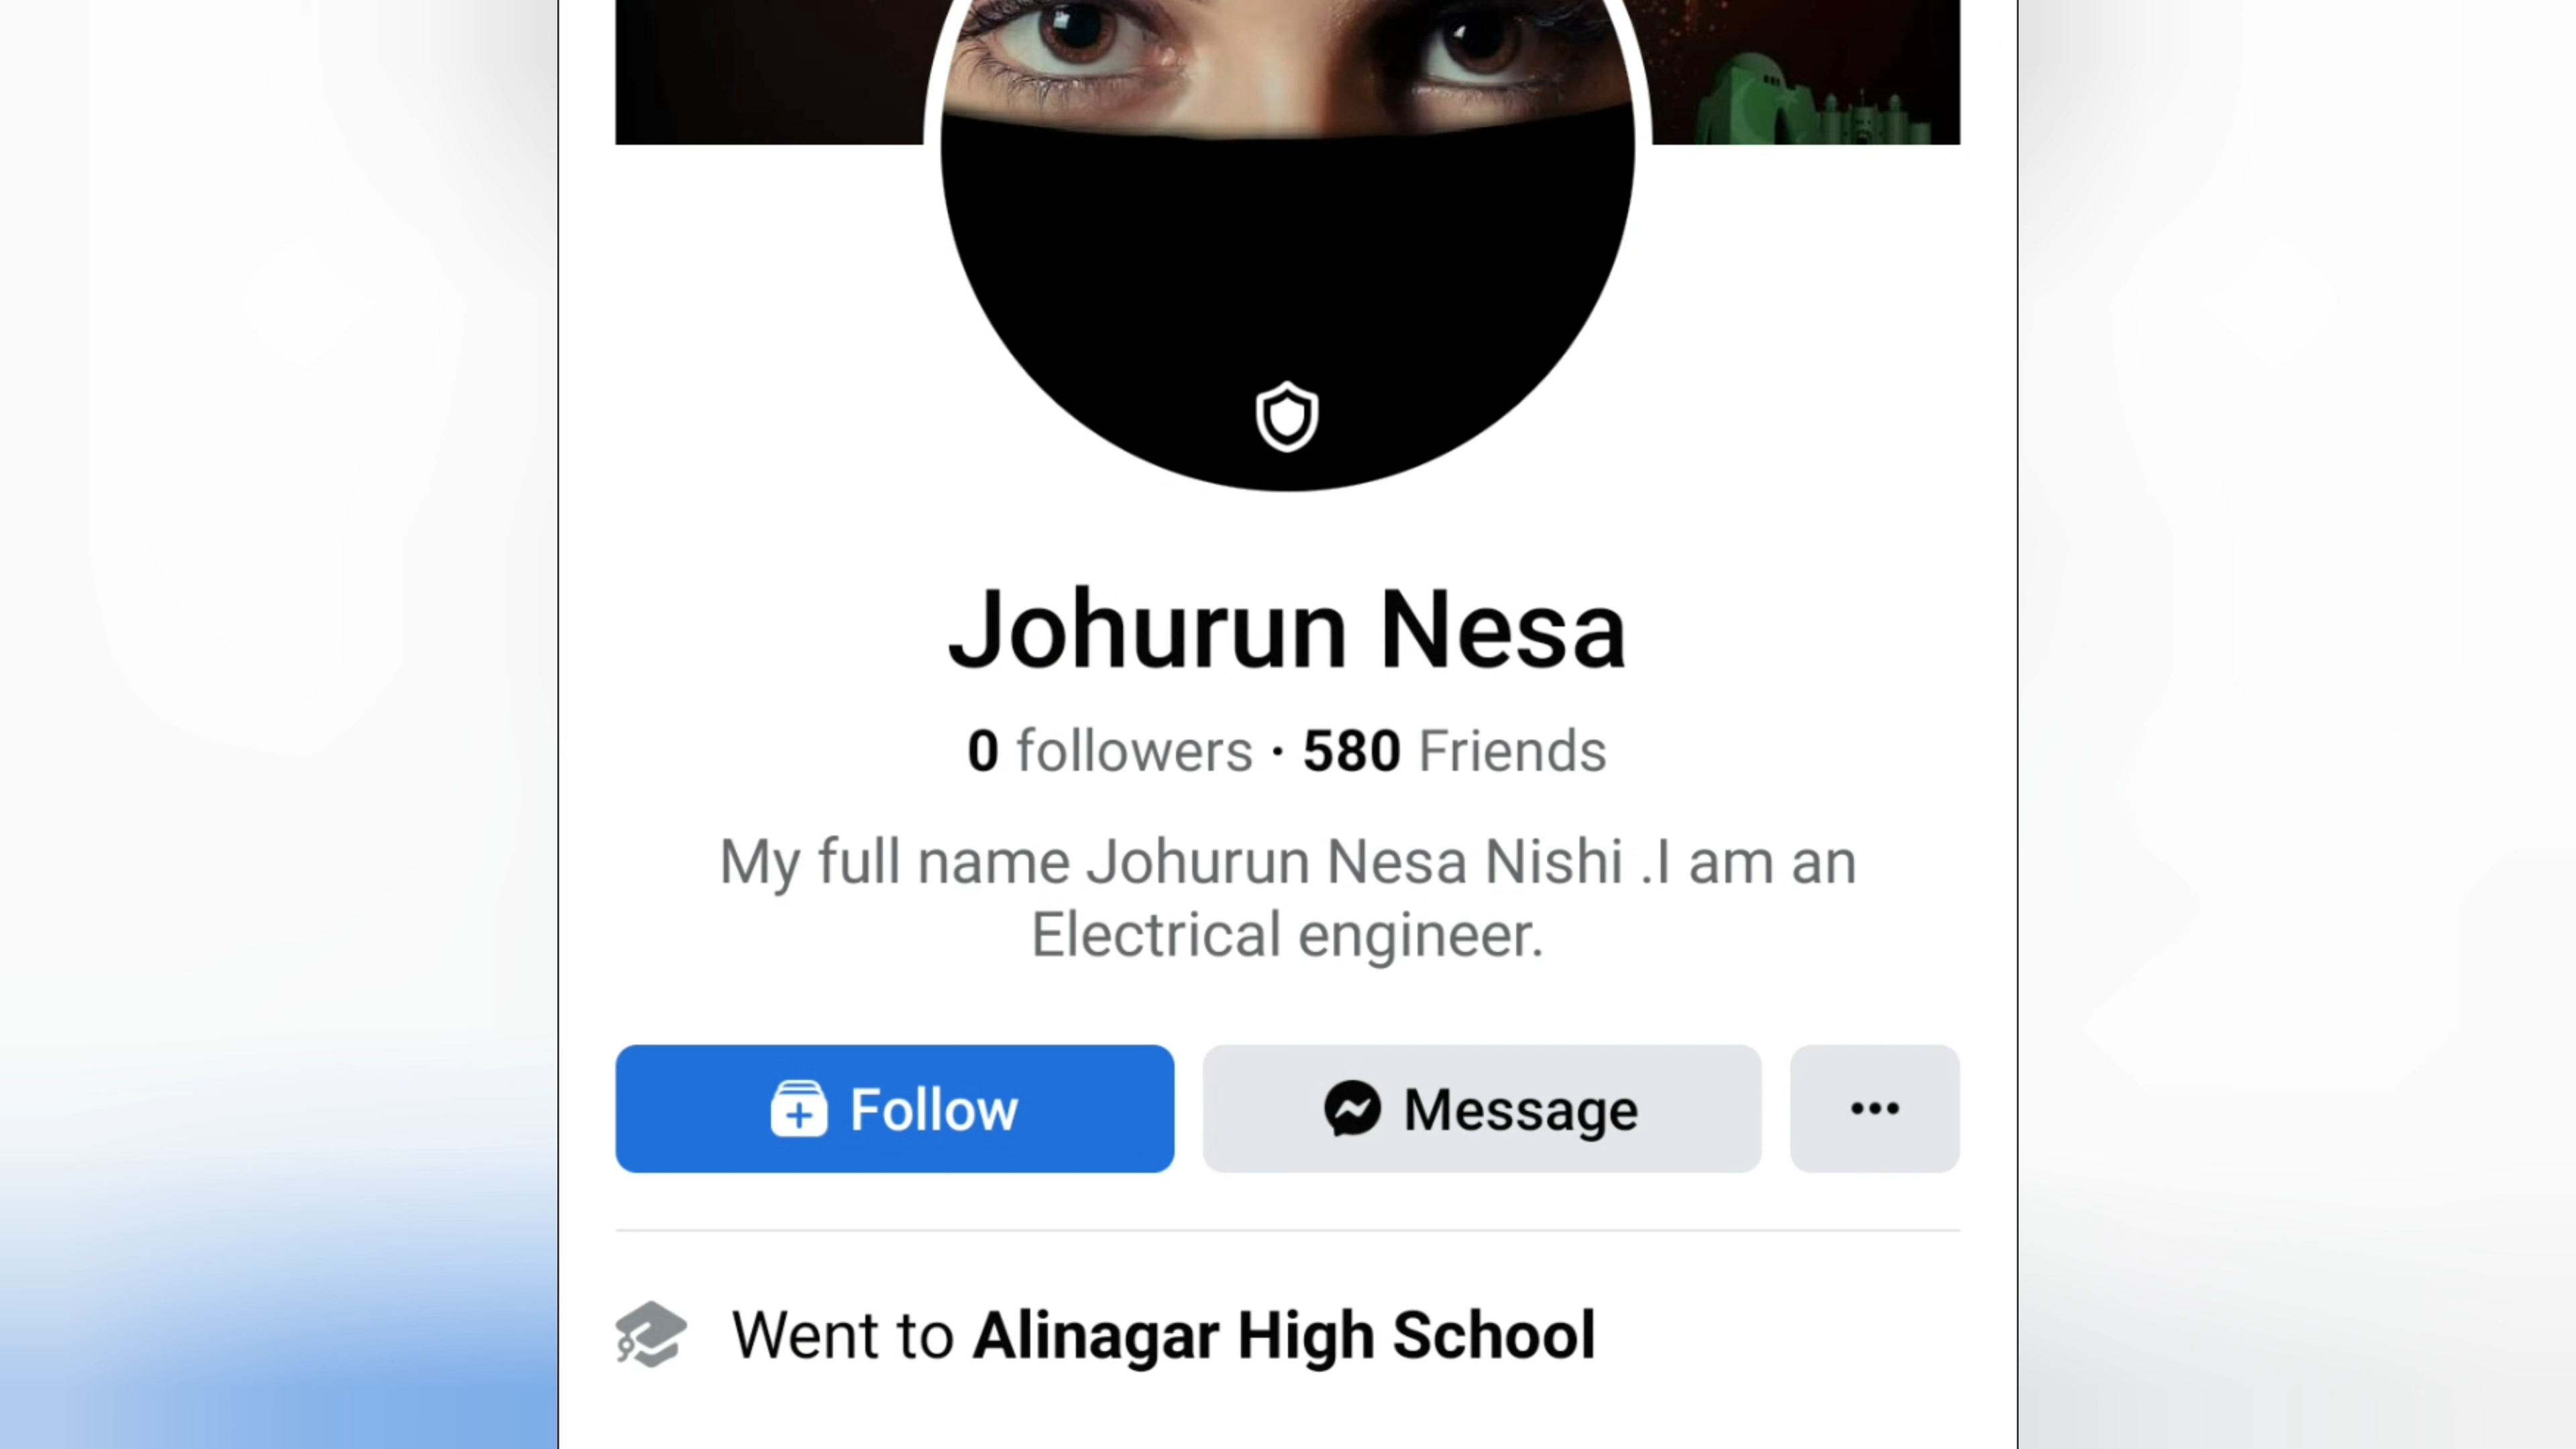 Johurun Nesa
0 followers · 580 Friends
My full name Johurun Nesa Nishi .I am an
Electrical engineer.
Follow
Message
Went to Alinagar High School